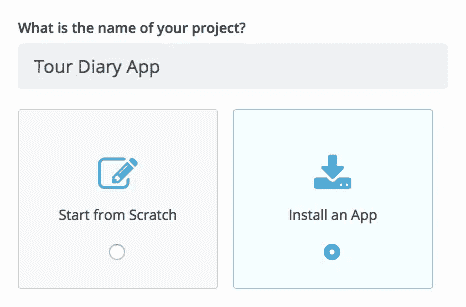 What is the name of your project?
Tour Diary App
Start from Scratch
Install an App